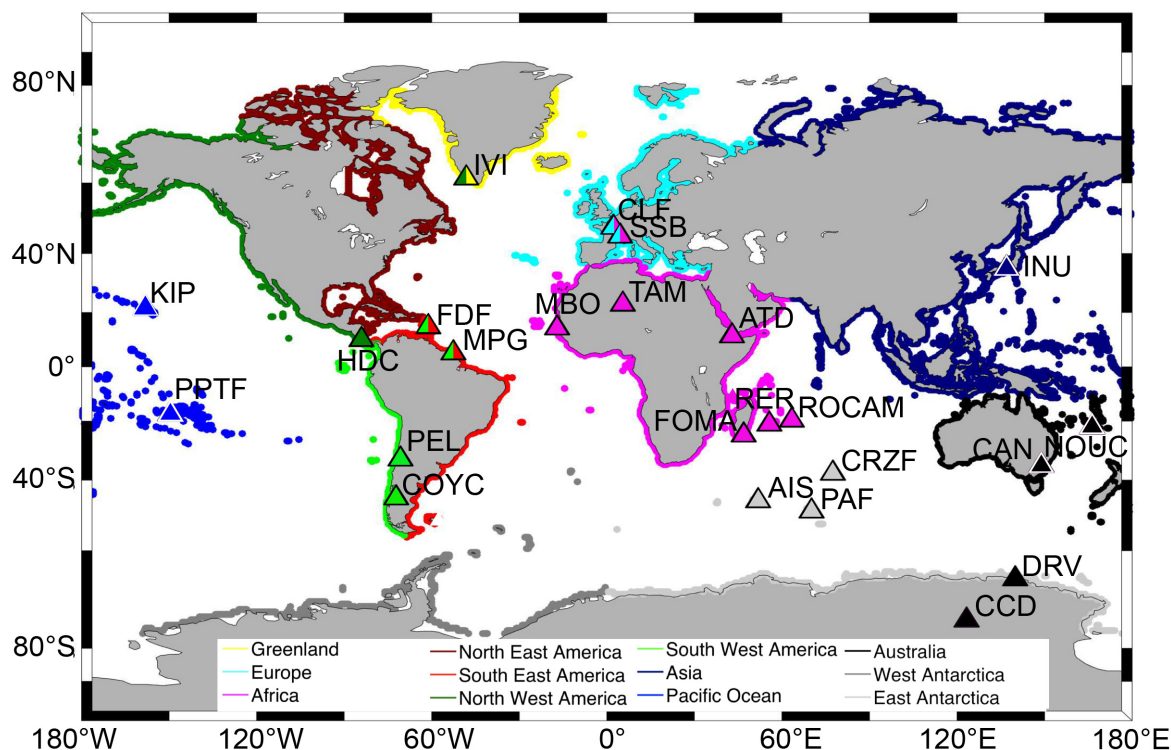 80°N
IVI
CLF
SSB
40°N
INU
KIP
TAM
MBO
FDF
ATD
MPG
HDC
0°
PPTF
RER
ROCAM
FOMA
PEL
CAN
NOUC
CRZF
40°S
COYC
AIS
PAF
DRV
CCD
80°S
Greenland North East America South West America Australia
Europe South East America Asia West Antarctica
Africa North West America Pacific Ocean East Antarctica
180°W 120°W 60°W 0° 60°E 120°E 180°E